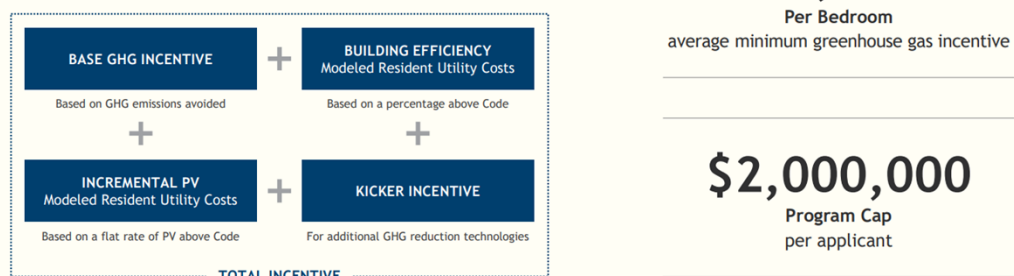 BASE GHG INCENTIVE
Based on GHG emissions avoided
+
BUILDING EFFICIENCY
Modeled Resident Utility Costs
Based on a percentage above Code
+
+
INCREMENTAL PV
Modeled Resident Utility Costs
Based on a flat rate of PV above Code
+
KICKER INCENTIVE
For additional GHG reduction technologies
TOTAL INCENTIVE
Per Bedroom
average minimum greenhouse gas incentive
$2,000,000
Program Cap
per applicant